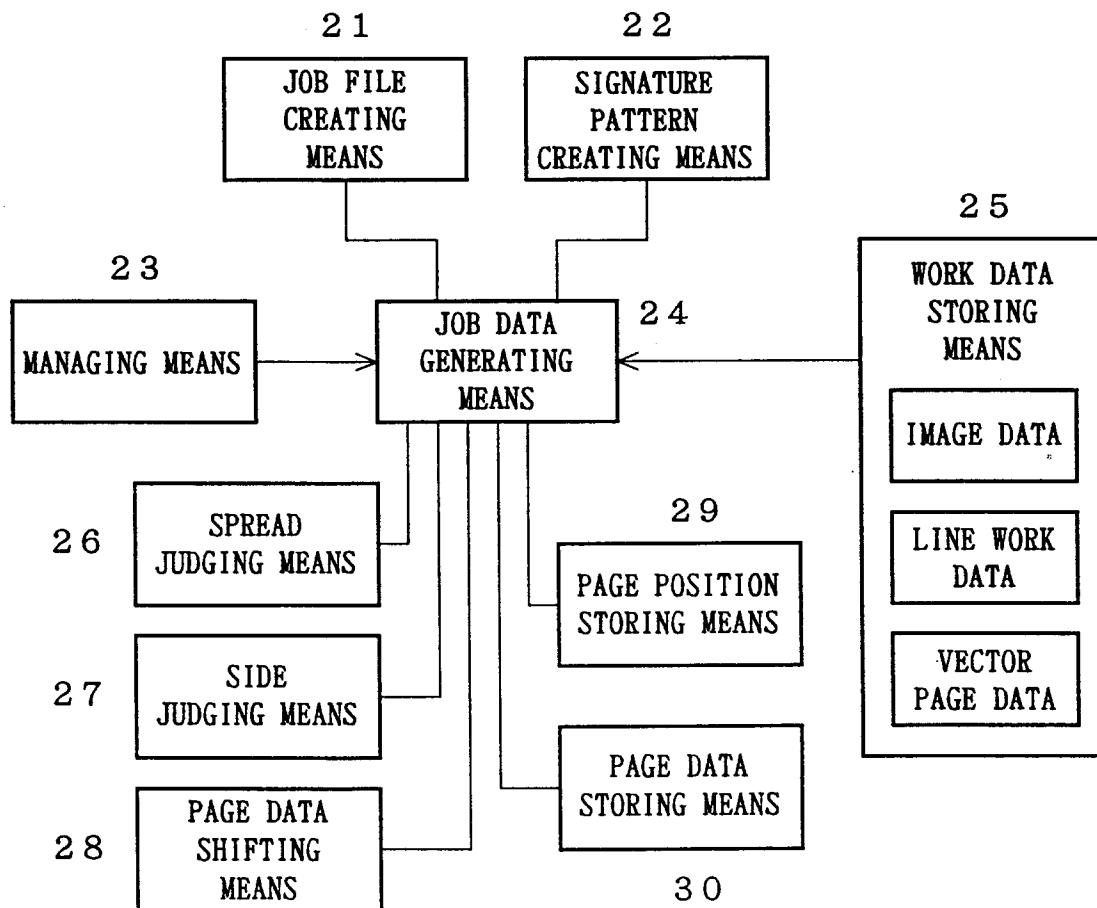 21
JOB FILE
CREATING
MEANS
22
SIGNATURE
PATTERN
CREATING MEANS
23
MANAGING MEANS
JOB DATA
GENERATING
MEANS
24
25
WORK DATA
STORING
MEANS
IMAGE DATA
LINE WORK
DATA
VECTOR
PAGE DATA
26
SPREAD
JUDGING MEANS
27
SIDE
JUDGING MEANS
28
PAGE DATA
SHIFTING
MEANS
29
PAGE POSITION
STORING MEANS
PAGE DATA
STORING MEANS
30